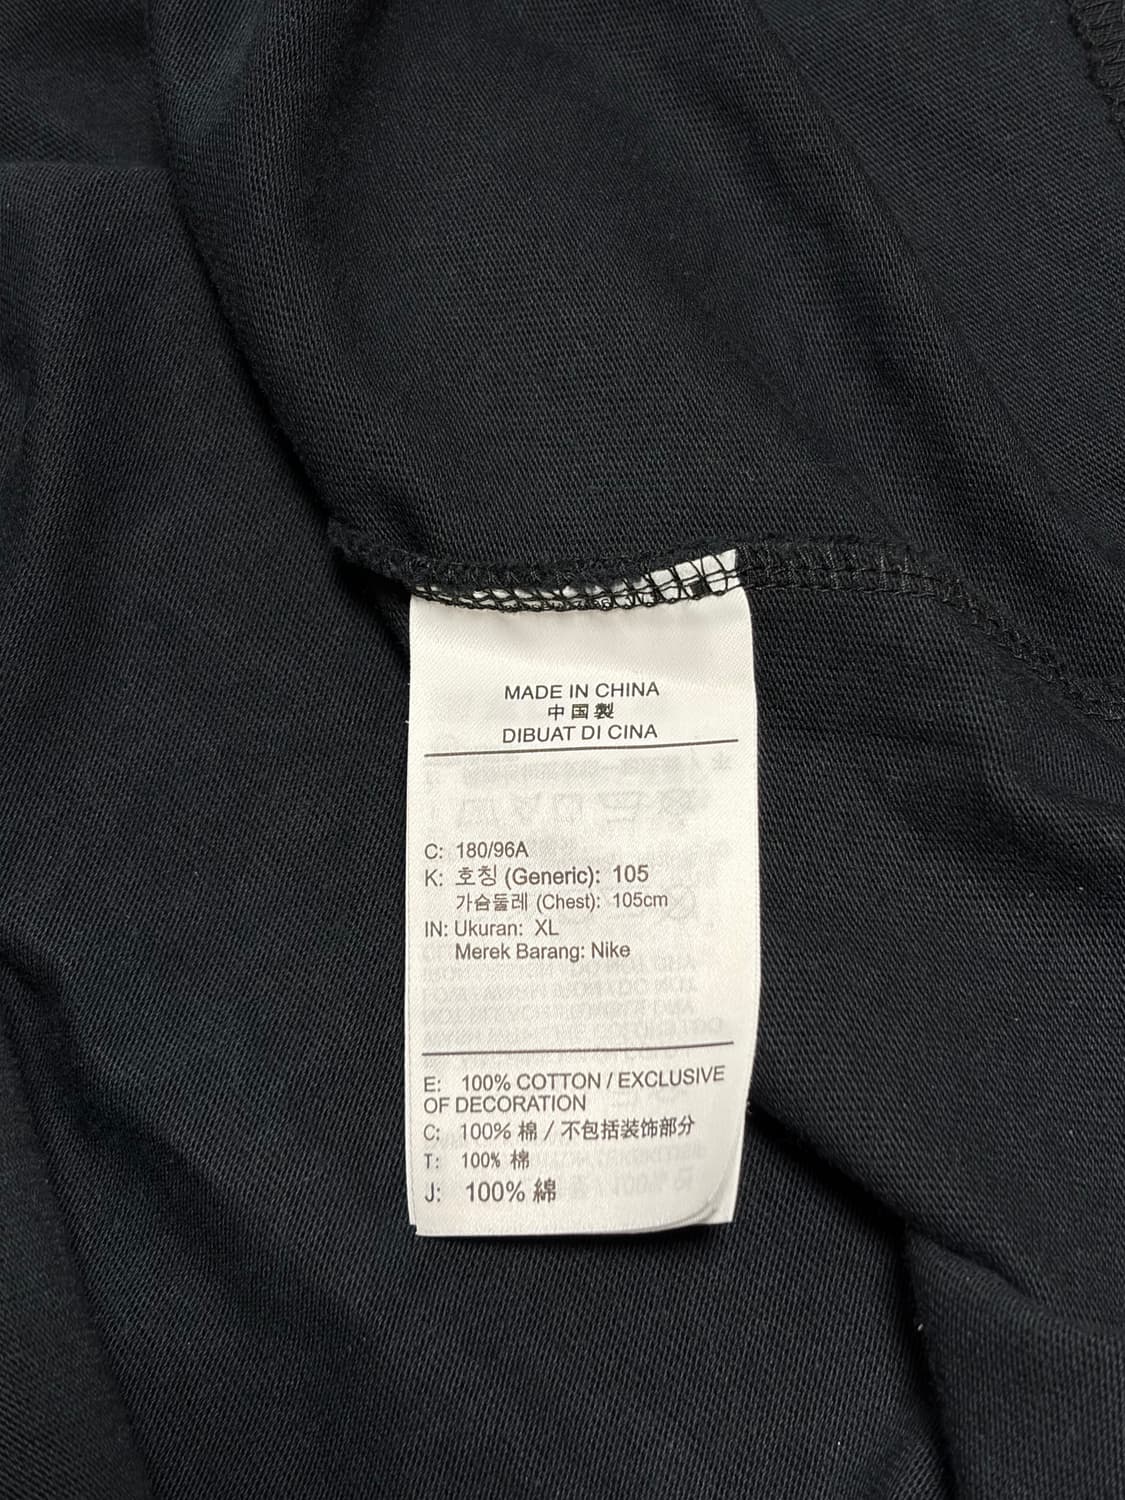 MADE IN CHINA
中国製
DIBUAT DI CINA
C: 180/96A
K: 호칭 (Generic): 105
가슴둘레 (Chest): 105cm
IN: Ukuran: XL
Merek Barang: Nike
E: 100% COTTON / EXCLUSIVE
OF DECORATION
C: 100% 棉 / 不包括装饰部分
T: 100% 棉
J: 100% 綿